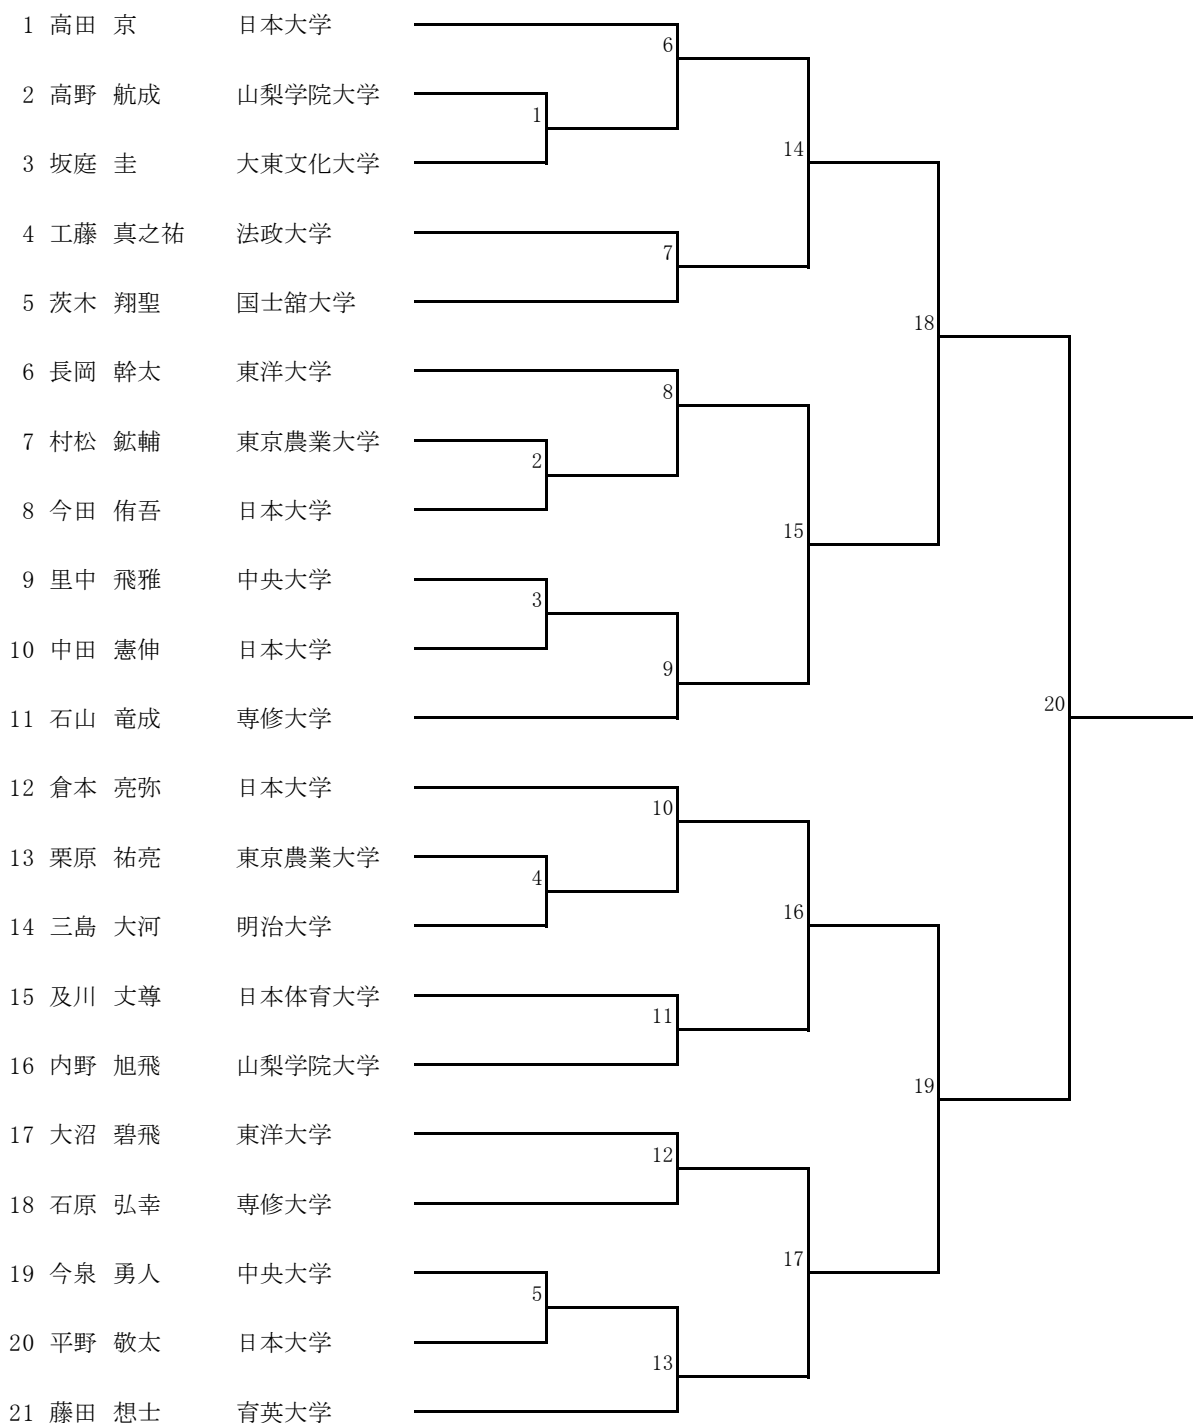 1 高田 京 日本大学
6
2 高野 航成 山梨学院大学
1
14
3 坂庭 圭 大東文化大学
4 工藤 真之祐 法政大学
7
5 茨木 翔聖 国士舘大学
18
6 長岡 幹太 東洋大学
8
7 村松 鉱輔 東京農業大学
2
8 今田 侑吾 日本大学
15
9 里中 飛雅 中央大学
3
10 中田 憲伸 日本大学
9
11 石山 竜成 専修大学
20
12 倉本 亮弥 日本大学
10
13 栗原 祐亮 東京農業大学
4
16
14 三島 大河 明治大学
15 及川 丈尊 日本体育大学
11
16 内野 旭飛 山梨学院大学
19
17 大沼 碧飛 東洋大学
12
18 石原 弘幸 専修大学
17
19 今泉 勇人 中央大学
5
20 平野 敬太 日本大学
13
21 藤田 想士 育英大学